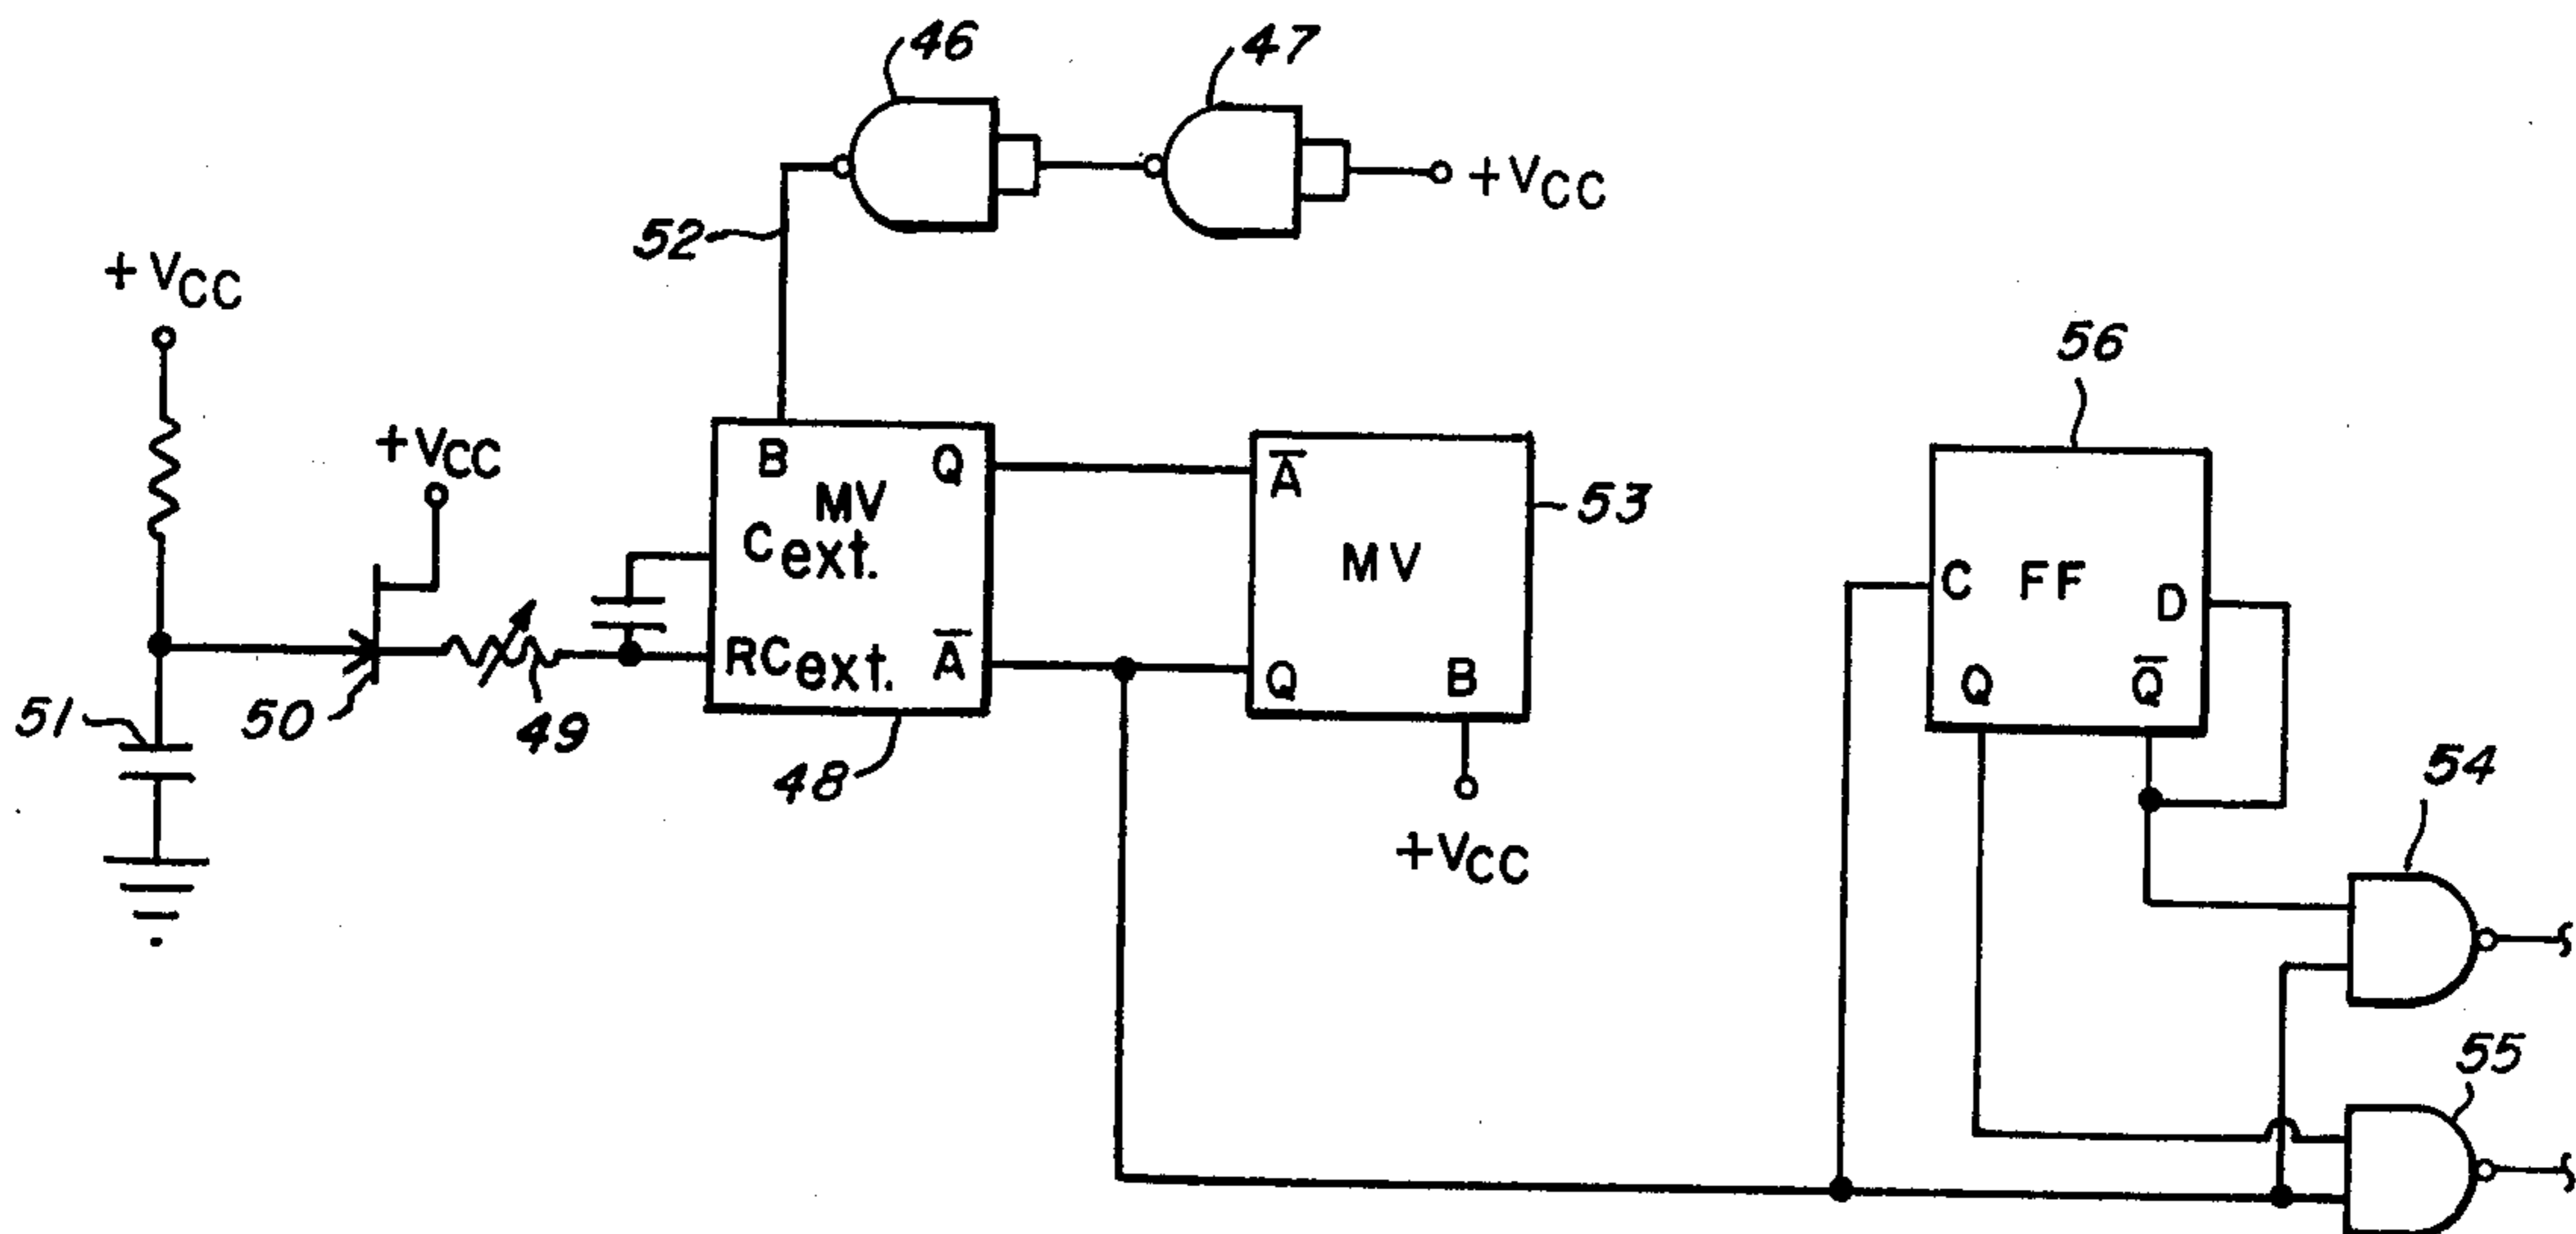 46
47
+VCC
52
+VCC
56
+VCC
B
Q
A̅
53
MV
Cext.
MV
C
FF
D
RCext.
A̅
Q
B
Q
Q̅
51
50
49
48
54
+VCC
55